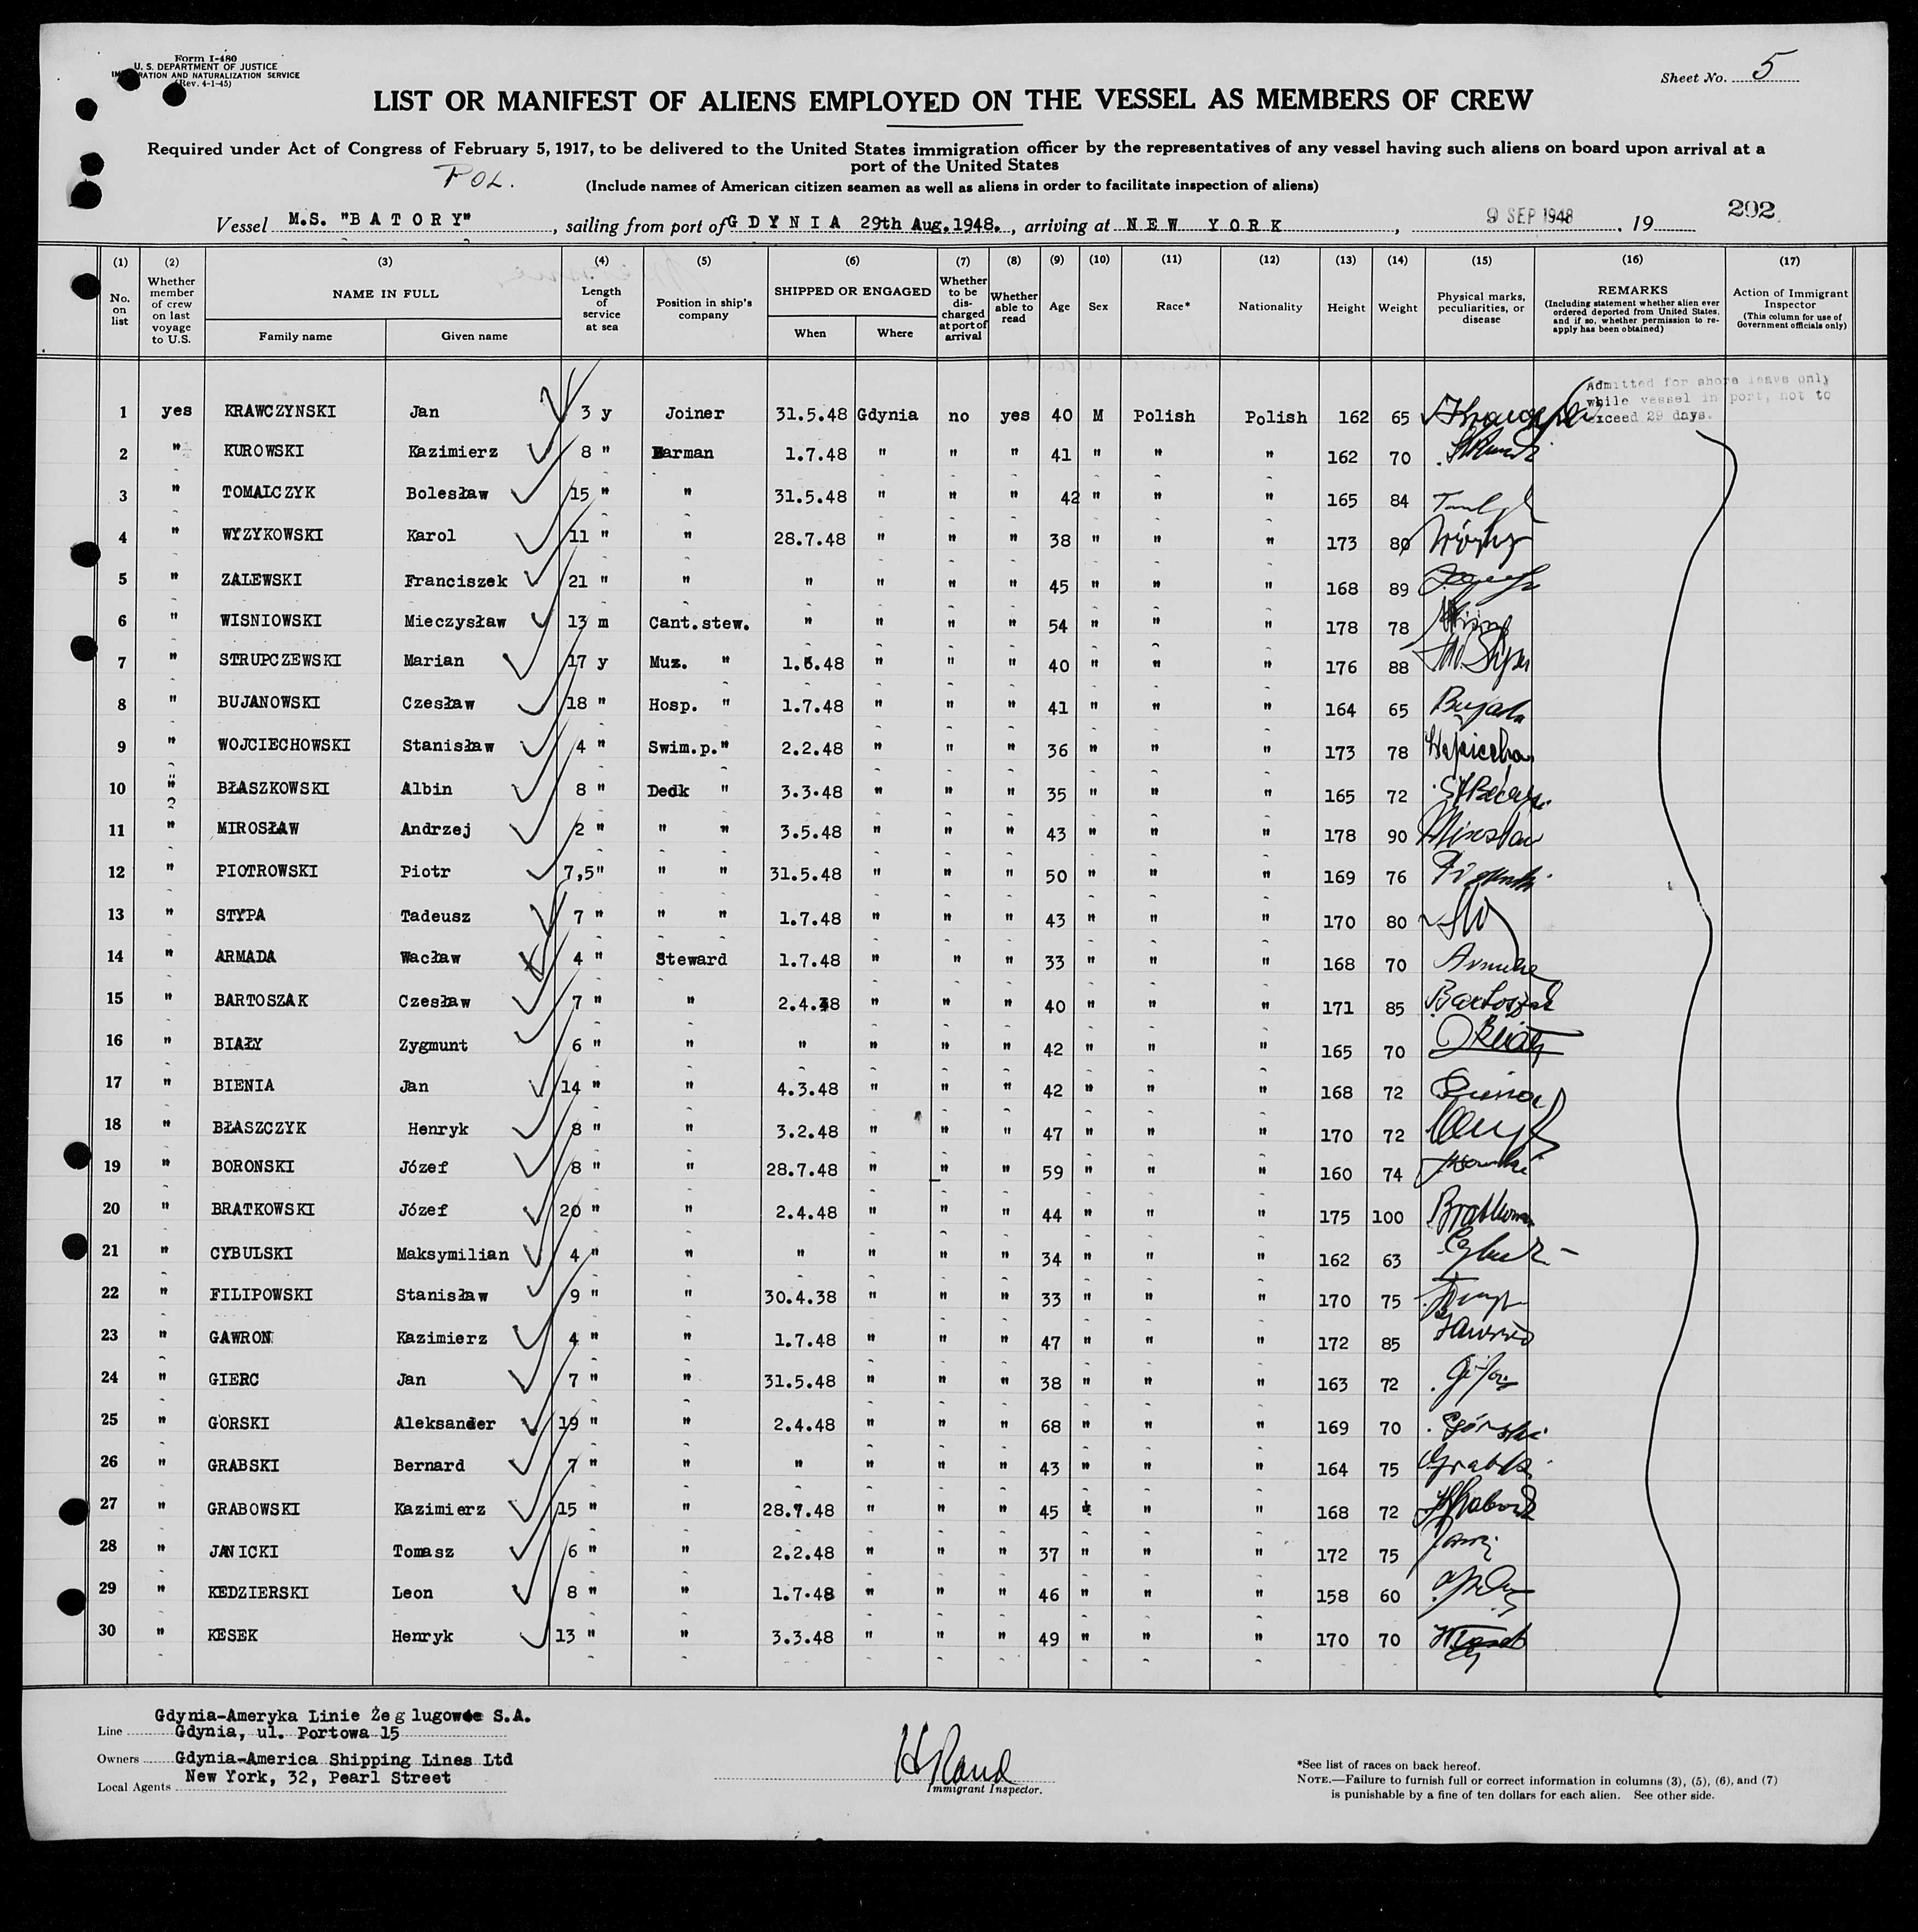 Form I-480
U. S. DEPARTMENT OF JUSTICE
IMMIGRATION AND NATURALIZATION SERVICE
(Rev. 4-1-45)
Sheet No. 5
LIST OR MANIFEST OF ALIENS EMPLOYED ON THE VESSEL AS MEMBERS OF CREW
Required under Act of Congress of February 5, 1917, to be delivered to the United States immigration officer by the representatives of any vessel having such aliens on board upon arrival at a
port of the United States
POL.
(Include names of American citizen seamen as well as aliens in order to facilitate inspection of aliens)
Vessel M.S. "BATORY", sailing from port of GDYNIA 29th Aug.1948., arriving at NEW YORK, 9 SEP 1948, 19 202
(1) No. on list (2) Whether member of crew on last voyage to U.S. (3) NAME IN FULL Family name Given name (4) Length of service at sea (5) Position in ship's company (6) SHIPPED OR ENGAGED When Where (7) Whether to be discharged at port of arrival (8) Whether able to read (9) Age (10) Sex (11) Race* (12) Nationality (13) Height (14) Weight (15) Physical marks, peculiarities, or disease (16) REMARKS (Including statement whether alien ever ordered deported from United States, and if so, whether permission to re-apply has been obtained) (17) Action of Immigrant Inspector (This column for use of Government officials only)
Admitted for shore leave only
while vessel in port, not to
exceed 29 days.
1 yes KRAWCZYNSKI Jan 3 y Joiner 31.5.48 Gdynia no yes 40 M Polish Polish 162 65
2 " KUROWSKI Kazimierz 8 " Barman 1.7.48 " " " 41 " " " 162 70
3 " TOMALCZYK Bolesław 15 " " 31.5.48 " " " 42 " " " 165 84
4 " WYZYKOWSKI Karol 11 " " 28.7.48 " " " 38 " " " 173 80
5 " ZALEWSKI Franciszek 21 " " " " " " 45 " " " 168 89
6 " WISNIOWSKI Mieczysław 13 m Cant.stew. " " " " 54 " " " 178 78
7 " STRUPCZEWSKI Marian 17 y Muz. " 1.6.48 " " " 40 " " " 176 88
8 " BUJANOWSKI Czesław 18 " Hosp. " 1.7.48 " " " 41 " " " 164 65
9 " WOJCIECHOWSKI Stanisław 4 " Swim.p." 2.2.48 " " " 36 " " " 173 78
10 " BŁASZKOWSKI Albin 8 " Dedk " 3.3.48 " " " 35 " " " 165 72
11 " MIROSŁAW Andrzej 2 " " " 3.5.48 " " " 43 " " " 178 90 Mirosław
12 " PIOTROWSKI Piotr 7,5" " " 31.5.48 " " " 50 " " " 169 76
13 " STYPA Tadeusz 7 " " " 1.7.48 " " " 43 " " " 170 80
14 " ARMADA Wacław 4 " Steward 1.7.48 " " " 33 " " " 168 70
15 " BARTOSZAK Czesław 7 " " 2.4.38 " " " 40 " " " 171 85 Bartoszak
16 " BIAŁY Zygmunt 6 " " " " " " 42 " " " 165 70
17 " BIENIA Jan 14 " " 4.3.48 " " " 42 " " " 168 72
18 " BŁASZCZYK Henryk 8 " " 3.2.48 " " " 47 " " " 170 72
19 " BORONSKI Józef 8 " " 28.7.48 " " " 59 " " " 160 74
20 " BRATKOWSKI Józef 20 " " 2.4.48 " " " 44 " " " 175 100
21 " CYBULSKI Maksymilian 4 " " " " " " 34 " " " 162 63
22 " FILIPOWSKI Stanisław 9 " " 30.4.38 " " " 33 " " " 170 75
23 " GAWRON Kazimierz 4 " " 1.7.48 " " " 47 " " " 172 85
24 " GIERC Jan 7 " " 31.5.48 " " " 38 " " " 163 72
25 " GORSKI Aleksander 19 " " 2.4.48 " " " 68 " " " 169 70 Górski
26 " GRABSKI Bernard 7 " " " " " " 43 " " " 164 75 Grabski
27 " GRABOWSKI Kazimierz 15 " " 28.7.48 " " " 45 " " " 168 72
28 " JANICKI Tomasz 6 " " 2.2.48 " " " 37 " " " 172 75
29 " KEDZIERSKI Leon 8 " " 1.7.48 " " " 46 " " " 158 60
30 " KESEK Henryk 13 " " 3.3.48 " " " 49 " " " 170 70
Gdynia-Ameryka Linie Żeglugowe S.A.
Line Gdynia, ul. Portowa 15
Owners Gdynia-America Shipping Lines Ltd
New York, 32, Pearl Street
Local Agents
Immigrant Inspector.
*See list of races on back hereof.
NOTE.—Failure to furnish full or correct information in columns (3), (5), (6), and (7)
is punishable by a fine of ten dollars for each alien. See other side.